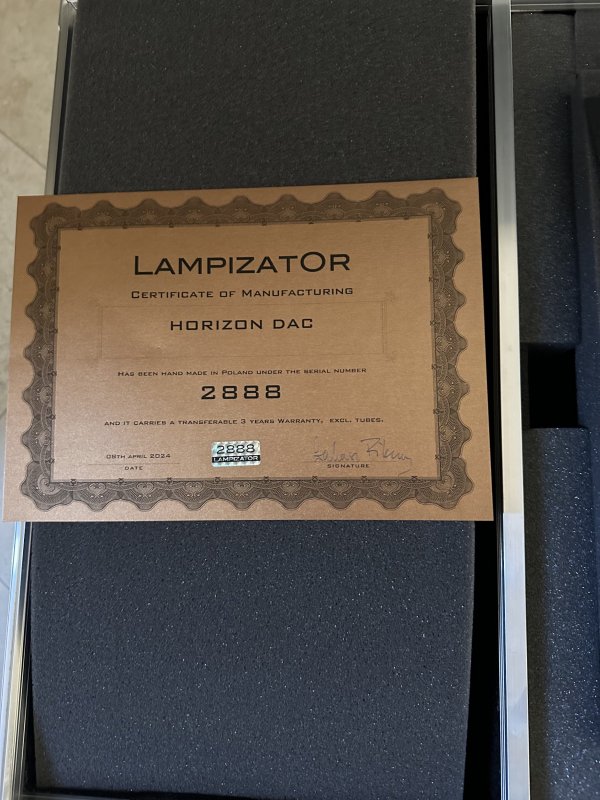 LAMPIZATOR
CERTIFICATE OF MANUFACTURING
HORIZON DAC
HAS BEEN HAND MADE IN POLAND UNDER THE SERIAL NUMBER
2888
AND IT CARRIES A TRANSFERABLE 3 YEARS WARRANTY, EXCL. TUBES.
08TH APRIL 2024
DATE
2888
LAMPIZATOR
SIGNATURE